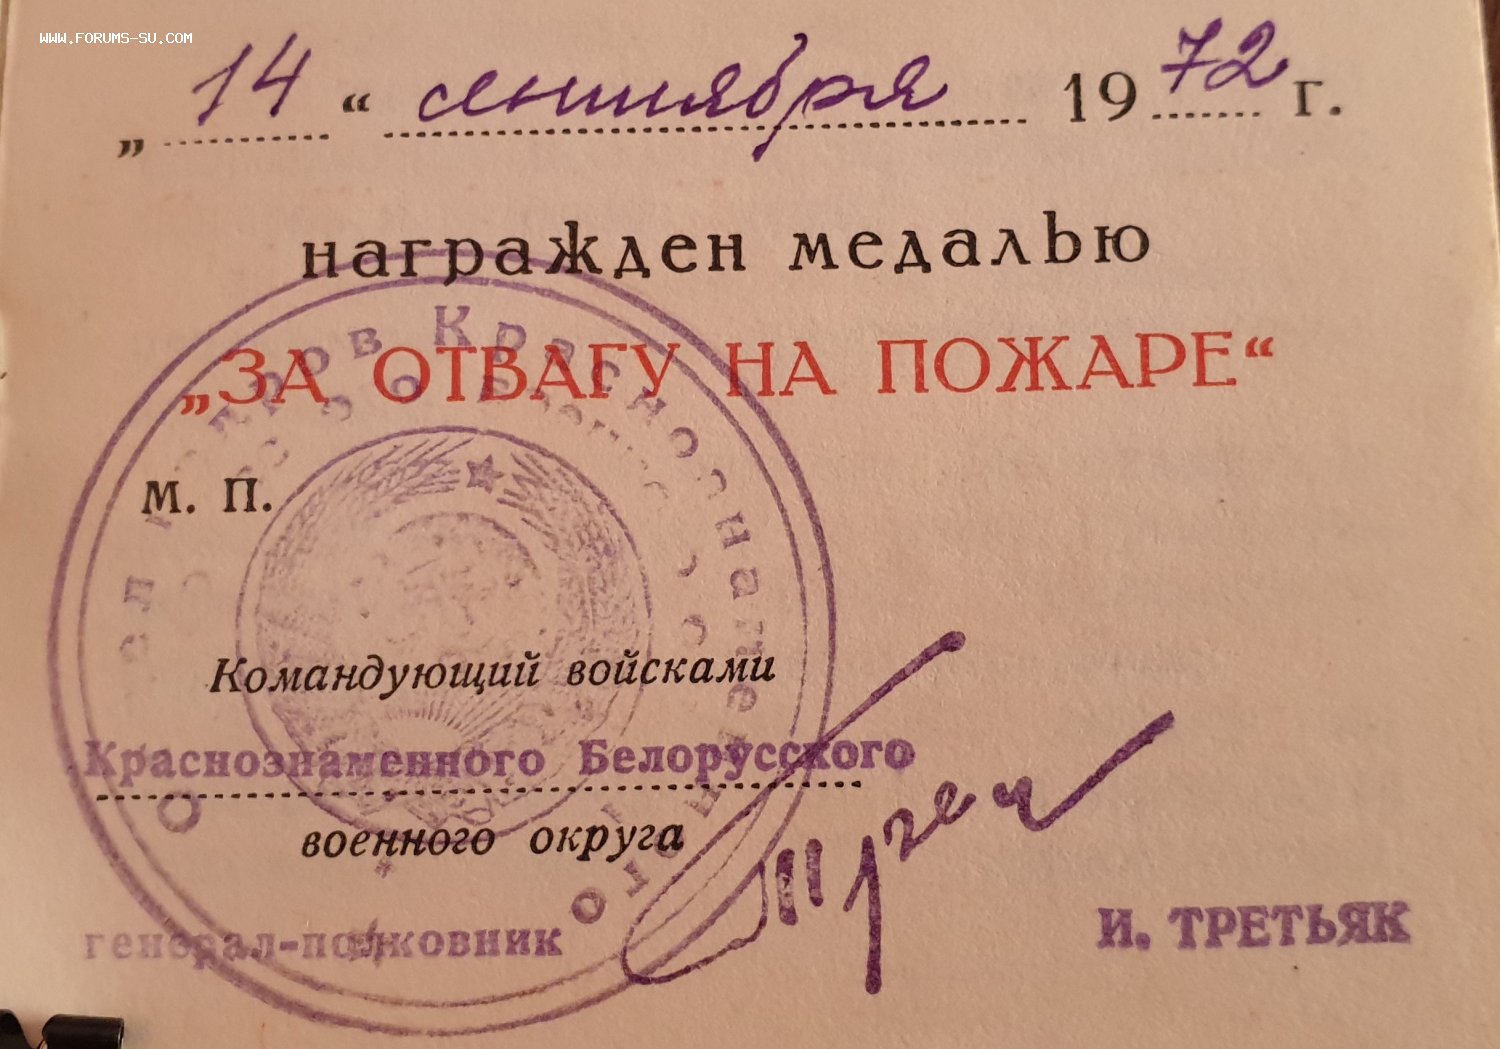 WWW.FORUMS-SU.COM
„14“ сентября 1972 г.
награжден медалью
„ЗА ОТВАГУ НА ПОЖАРЕ“
М. П.
Командующий войсками
Краснознаменного Белорусского
военного округа
генерал-полковник
И. ТРЕТЬЯК